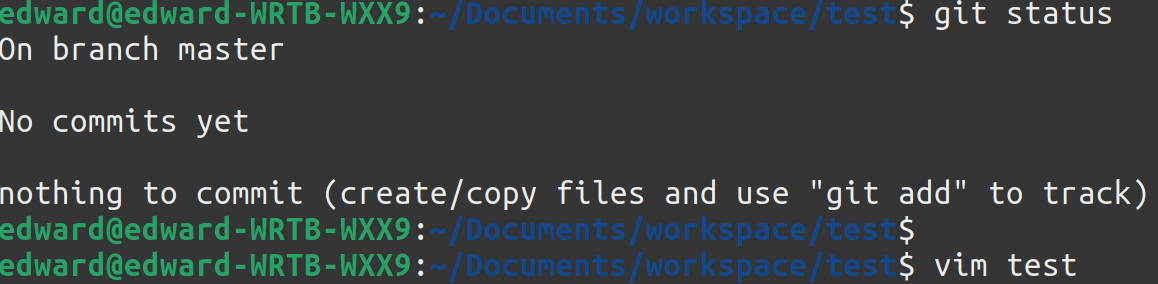 edward@edward-WRTB-WXX9:~/Documents/workspace/test$ git status
On branch master
No commits yet
nothing to commit (create/copy files and use "git add" to track)
edward@edward-WRTB-WXX9:~/Documents/workspace/test$
edward@edward-WRTB-WXX9:~/Documents/workspace/test$ vim test